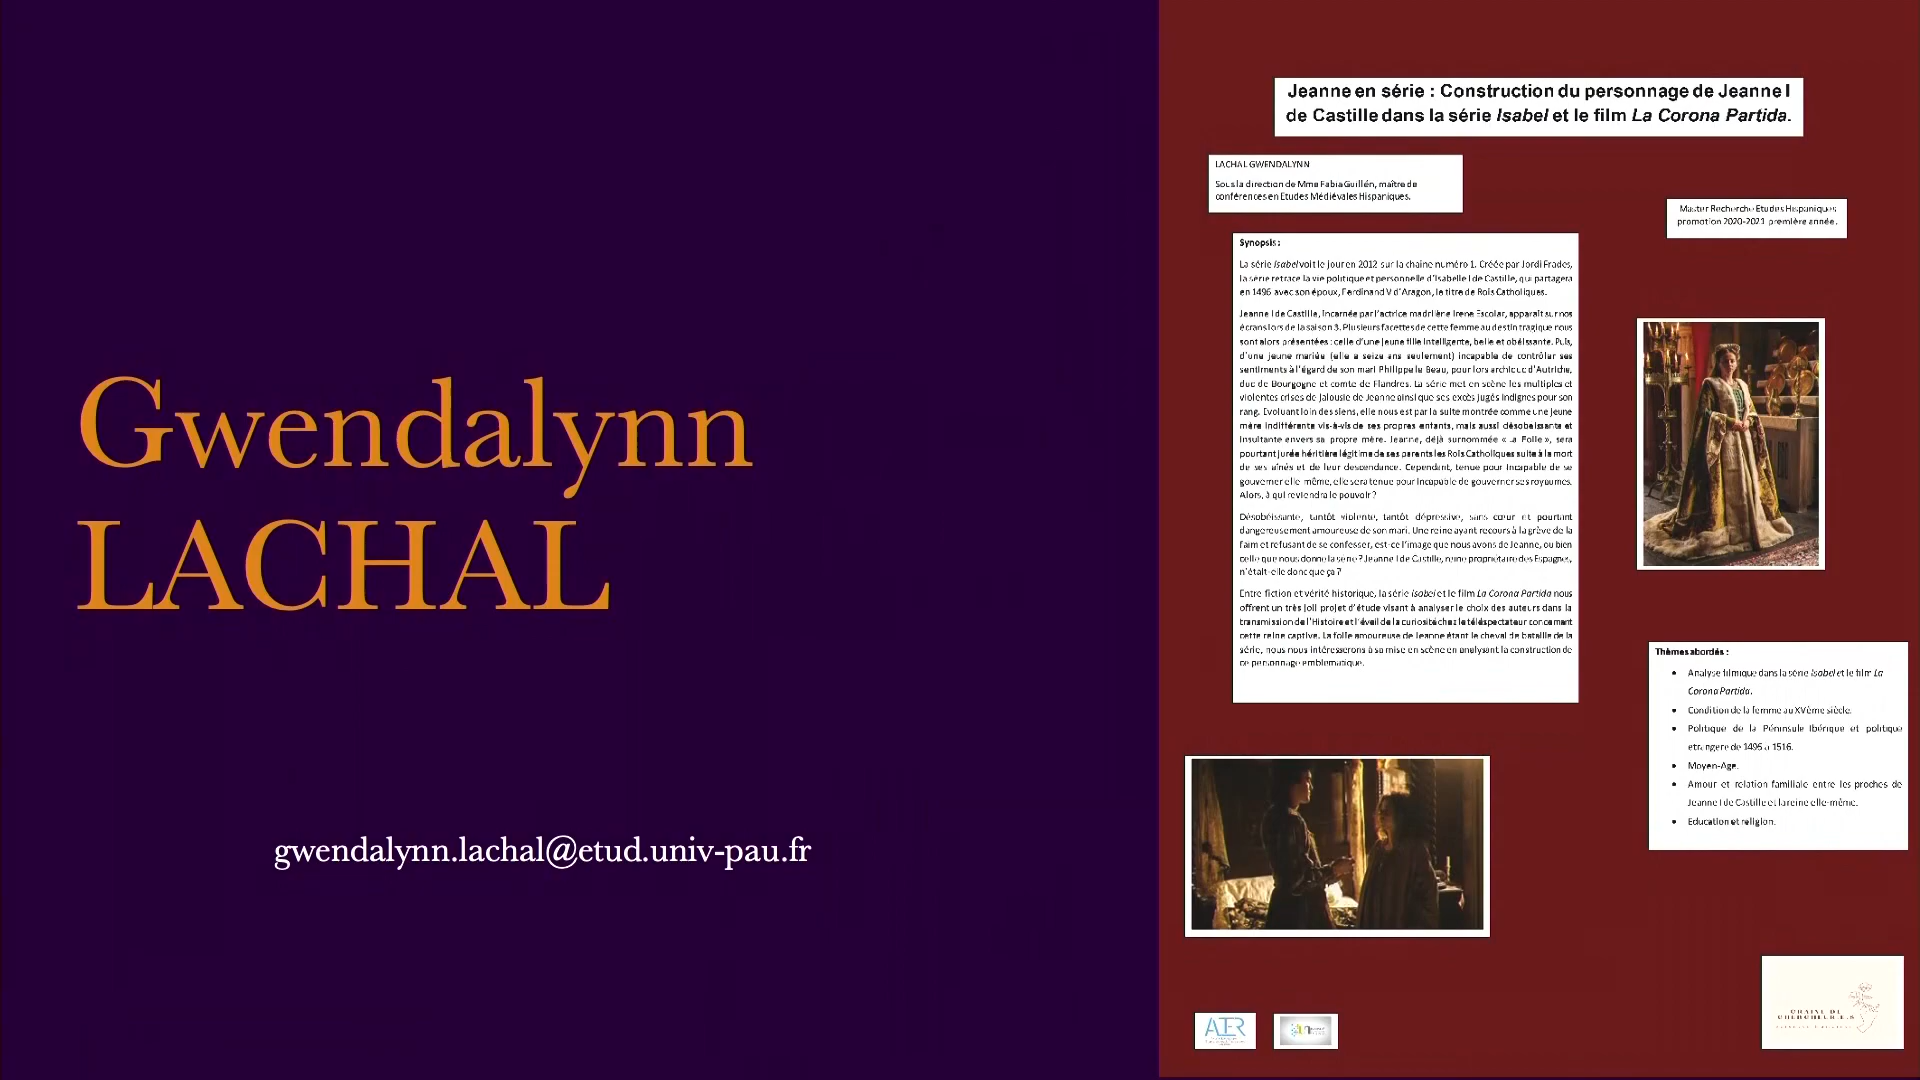 Gwendalynn
LACHAL
gwendalynn.lachal@etud.univ-pau.fr
Jeanne en série : Construction du personnage de Jeanne I
de Castille dans la série Isabel et le film La Corona Partida.
LACHAL GWENDALYNN
Sous la direction de Mme Fabia Guillén, maître de
conférences en Etudes Médiévales Hispaniques.
Master Recherche Etudes Hispaniques
promotion 2020-2021 première année.
Synopsis :
La série Isabel voit le jour en 2012 sur la chaîne numéro 1. Créée par Jordi Frades,
la série retrace la vie politique et personnelle d'Isabelle I de Castille, qui partagera
en 1496 avec son époux, Ferdinand V d'Aragon, le titre de Rois Catholiques.
Jeanne I de Castille, incarnée par l'actrice madrilène Irene Escolar, apparaît sur nos
écrans lors de la saison 3. Plusieurs facettes de cette femme au destin tragique nous
sont alors présentées : celle d'une jeune fille intelligente, belle et obéissante. Puis,
d'une jeune mariée (elle a seize ans seulement) incapable de contrôler ses
sentiments à l'égard de son mari Philippe le Beau, pour lors archiduc d'Autriche,
duc de Bourgogne et comte de Flandres. La série met en scène les multiples et
violentes crises de jalousie de Jeanne ainsi que ses excès jugés indignes pour son
rang. Evoluant loin des siens, elle nous est par la suite montrée comme une jeune
mère indifférente vis-à-vis de ses propres enfants, mais aussi désobéissante et
insultante envers sa propre mère. Jeanne, déjà surnommée « La Folle », sera
pourtant jurée héritière légitime de ses parents les Rois Catholiques suite à la mort
de ses aînés et de leur descendance. Cependant, tenue pour incapable de se
gouverner elle-même, elle sera tenue pour incapable de gouverner ses royaumes.
Alors, à qui reviendra le pouvoir ?
Désobéissante, tantôt violente, tantôt dépressive, sans cœur et pourtant
dangereusement amoureuse de son mari. Une reine ayant recours à la grève de la
faim et refusant de se confesser, est-ce l'image que nous avons de Jeanne, ou bien
celle que nous donne la série ? Jeanne I de Castille, reine propriétaire des Espagnes,
n'était-elle donc que ça ?
Entre fiction et vérité historique, la série Isabel et le film La Corona Partida nous
offrent un très joli projet d'étude visant à analyser le choix des auteurs dans la
transmission de l'Histoire et l'éveil de la curiosité chez le téléspectateur concernant
cette reine captive. La folie amoureuse de Jeanne étant le cheval de bataille de la
série, nous nous intéresserons à sa mise en scène en analysant la construction de
ce personnage emblématique.
Thèmes abordés :
• Analyse filmique dans la série Isabel et le film La
Corona Partida.
• Condition de la femme au XVème siècle.
• Politique de la Péninsule Ibérique et politique
étrangère de 1496 à 1516.
• Moyen-Age.
• Amour et relation familiale entre les proches de
Jeanne I de Castille et la reine elle-même.
• Education et religion.
ALTER
GRAINE DE
CHERCHEUR.E.S